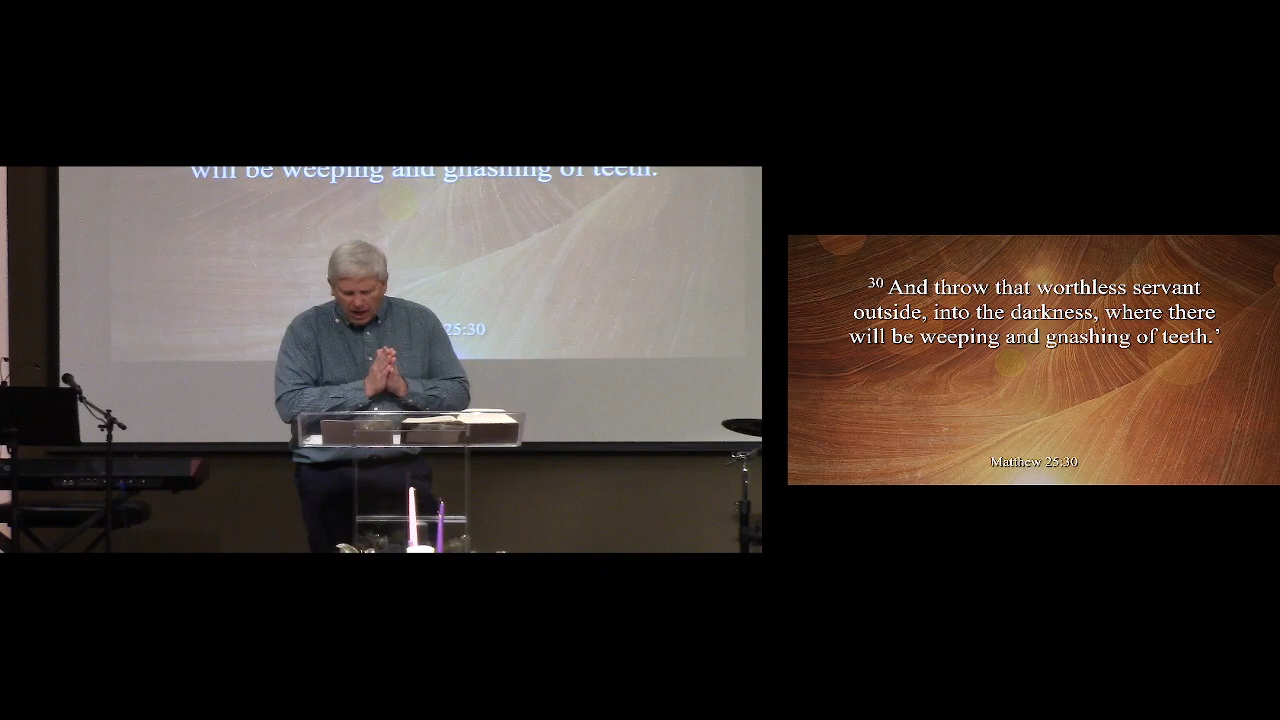 will be weeping and gnashing of teeth.’
25:30
30 And throw that worthless servant
outside, into the darkness, where there
will be weeping and gnashing of teeth.’
Matthew 25:30